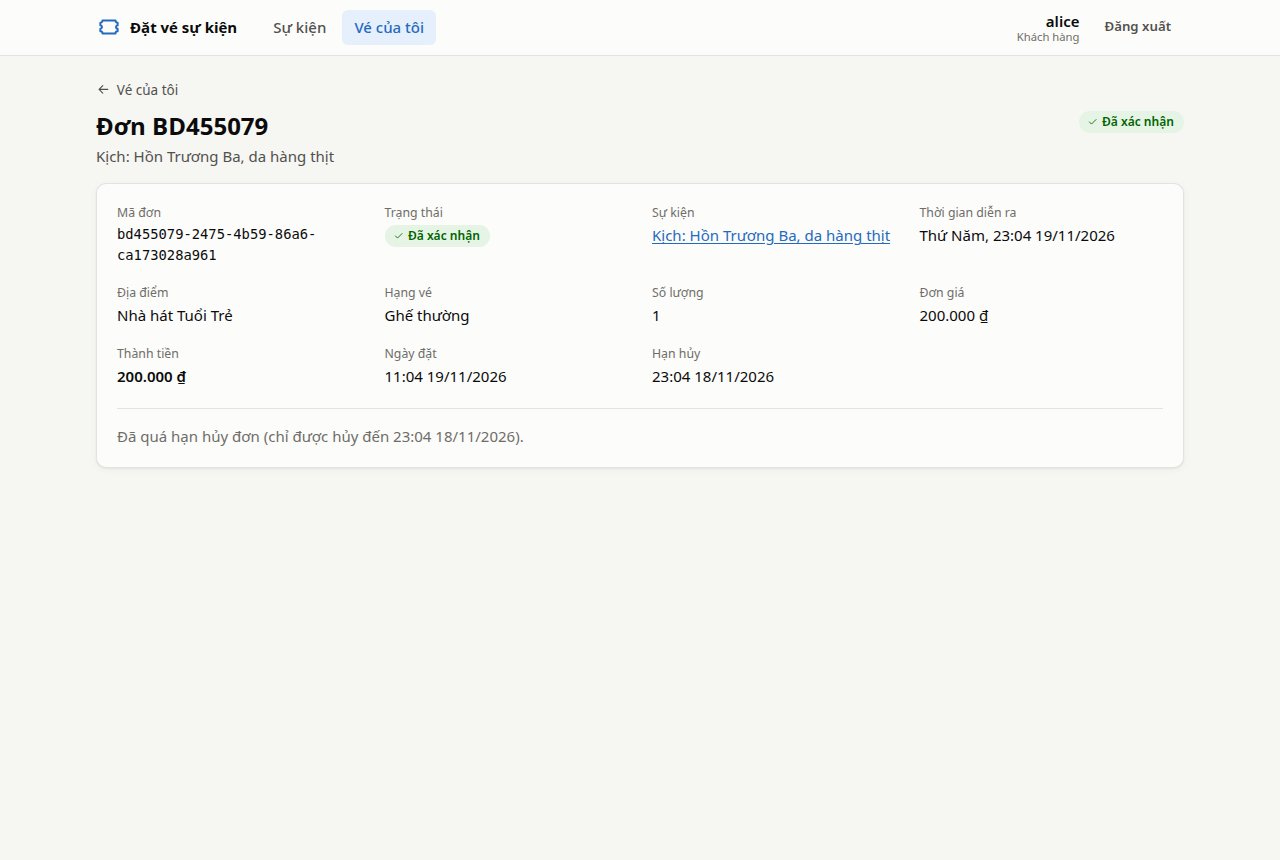 Đặt vé sự kiện
Sự kiện
Vé của tôi
alice
Khách hàng
Đăng xuất
← Vé của tôi
Đơn BD455079
Đã xác nhận
Kịch: Hồn Trương Ba, da hàng thịt
Mã đơn
bd455079-2475-4b59-86a6-
ca173028a961
Trạng thái
Đã xác nhận
Sự kiện
Kịch: Hồn Trương Ba, da hàng thịt
Thời gian diễn ra
Thứ Năm, 23:04 19/11/2026
Địa điểm
Nhà hát Tuổi Trẻ
Hạng vé
Ghế thường
Số lượng
1
Đơn giá
200.000 ₫
Thành tiền
200.000 ₫
Ngày đặt
11:04 19/11/2026
Hạn hủy
23:04 18/11/2026
Đã quá hạn hủy đơn (chỉ được hủy đến 23:04 18/11/2026).